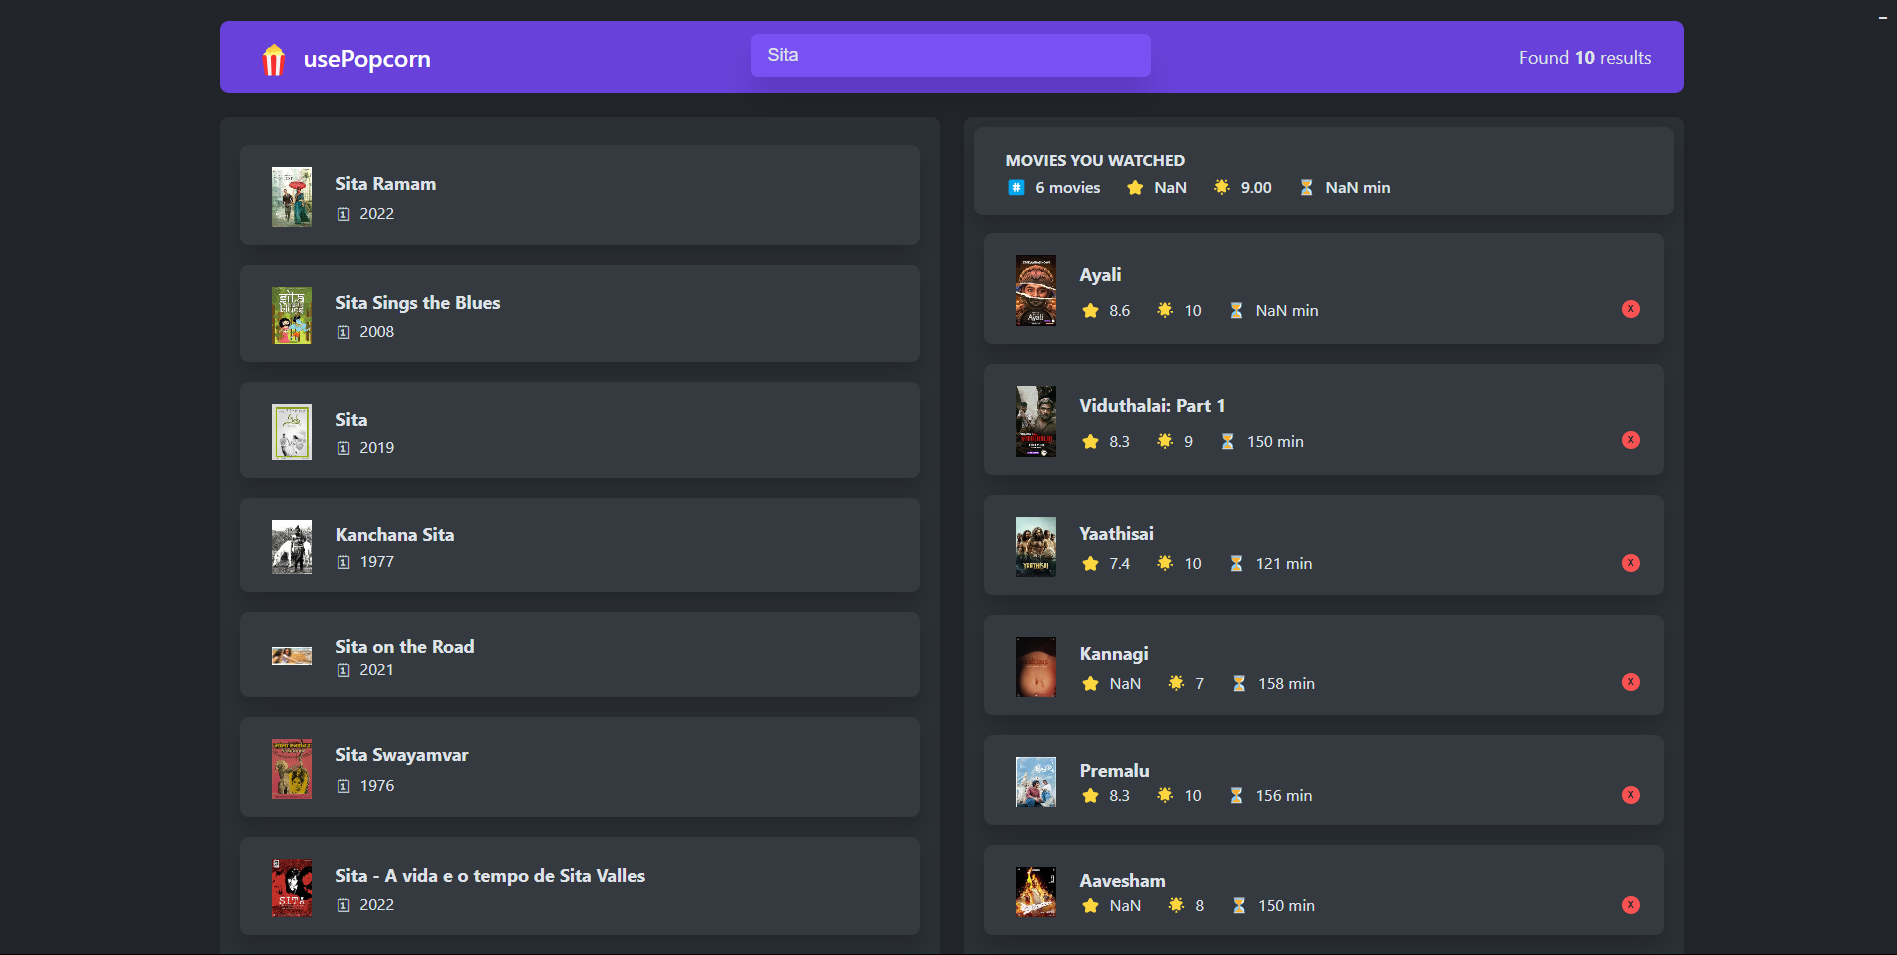 usePopcorn
Sita
Found 10 results
Sita Ramam
2022
Sita Sings the Blues
2008
Sita
2019
Kanchana Sita
1977
Sita on the Road
2021
Sita Swayamvar
1976
Sita - A vida e o tempo de Sita Valles
2022
MOVIES YOU WATCHED
# 6 movies NaN 9.00 NaN min
Ayali
8.6 10 NaN min X
Viduthalai: Part 1
8.3 9 150 min X
Yaathisai
7.4 10 121 min X
Kannagi
NaN 7 158 min X
Premalu
8.3 10 156 min X
Aavesham
NaN 8 150 min X